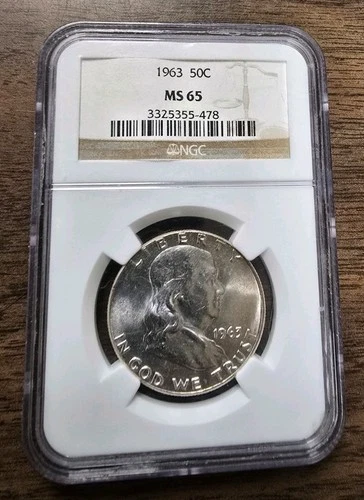 1963 50C
MS 65
3325355-478
NGC
LIBERTY
1963
IN GOD WE TRUST